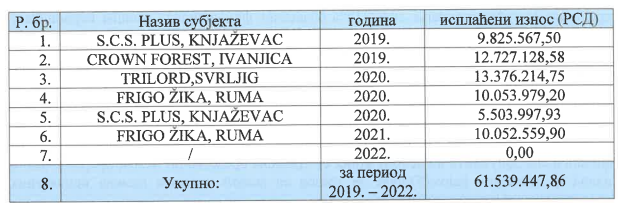 Р. бр. Назив субјекта година исплаћени износ (РСД)
1. S.C.S. PLUS, KNJAŽEVAC 2019. 9.825.567,50
2. CROWN FOREST, IVANJICA 2019. 12.727.128,58
3. TRILORD,SVRLJIG 2020. 13.376.214,75
4. FRIGO ŽIKA, RUMA 2020. 10.053.979,20
5. S.C.S. PLUS, KNJAŽEVAC 2020. 5.503.997,93
6. FRIGO ŽIKA, RUMA 2021. 10.052.559,90
7. / 2022. 0,00
8. Укупно: за период 2019. – 2022. 61.539.447,86